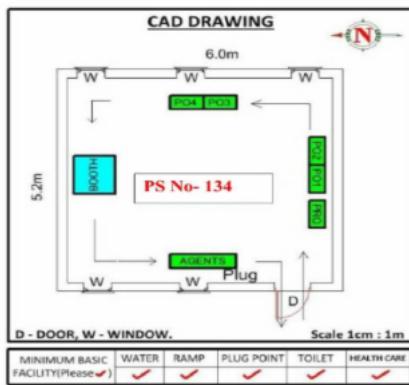 CAD DRAWING
N
6.0m
W W W
PO4 PO3
5.2m
BOOTH
PO2 PO1
PS No- 134
PRO
AGENTS
Plug
W W
D
D - DOOR, W - WINDOW. Scale 1cm : 1m
MINIMUM BASIC FACILITY(Please ✓) WATER RAMP PLUG POINT TOILET HEALTH CARE
✓ ✓ ✓ ✓ ✓